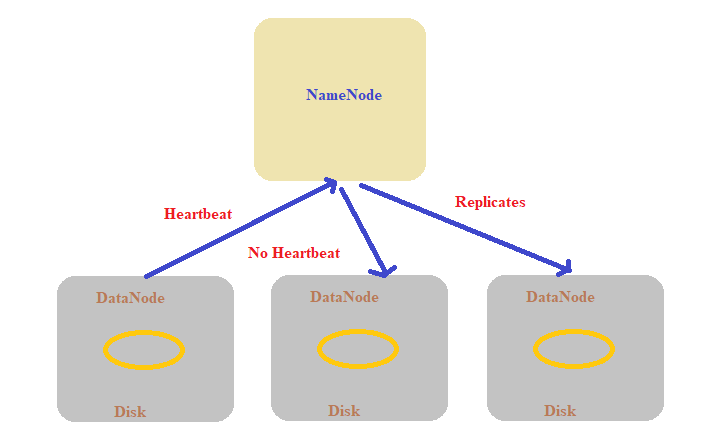 NameNode
Replicates
Heartbeat
No Heartbeat
DataNode
DataNode
DataNode
Disk
Disk
Disk